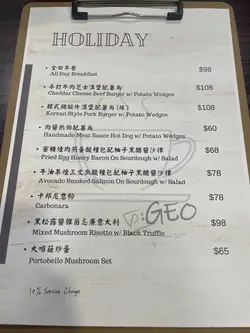 HOLIDAY
• 全日早餐 $98
All Day Breakfast
• 手打牛肉芝士漢堡配薯角 $108
Cheddar Cheese Beef Burger w/ Potato Wedges
• 韓式豬扒漢堡配薯角(辣) $108
Korean Style Pork Burger w/ Potato Wedges
• 肉醬熱狗配薯角 $60
Handmade Meat Sauce Hot Dog w/ Potato Wedges
• 蜜糖煙肉煎蛋酸種包配柚子黑醋醬沙律 $68
Fried Egg Honey Bacon On Sourdough w/ Salad
• 牛油果煙三文魚酸種包配柚子黑醋醬沙律 $78
Avocado Smoked Salmon On Sourdough w/ Salad
• 卡邦尼意粉 $78
Carbonara
GEO
• 黑松露醬雜菌忌廉意大利 $98
Mixed Mushroom Risotto w/ Black Truffle
• 大啡菇炒蛋 $65
Portobello Mushroom Set
10% Service Charge